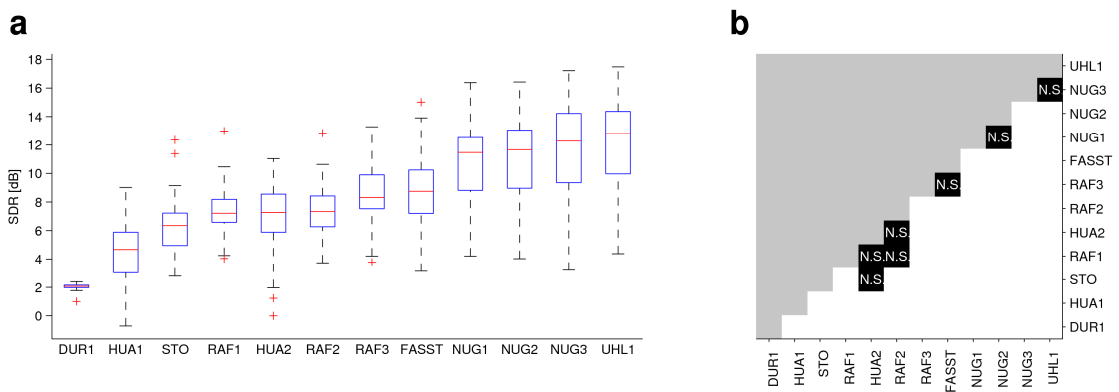 a
b
SDR [dB]
18
16
14
12
10
8
6
4
2
0
DUR1 HUA1 STO RAF1 HUA2 RAF2 RAF3 FASST NUG1 NUG2 NUG3 UHL1
UHL1
N.S. NUG3
NUG2
N.S. NUG1
FASST
N.S. RAF3
RAF2
N.S. HUA2
N.S. N.S. RAF1
N.S. STO
HUA1
DUR1
DUR1 HUA1 STO RAF1 HUA2 RAF2 RAF3 FASST NUG1 NUG2 NUG3 UHL1